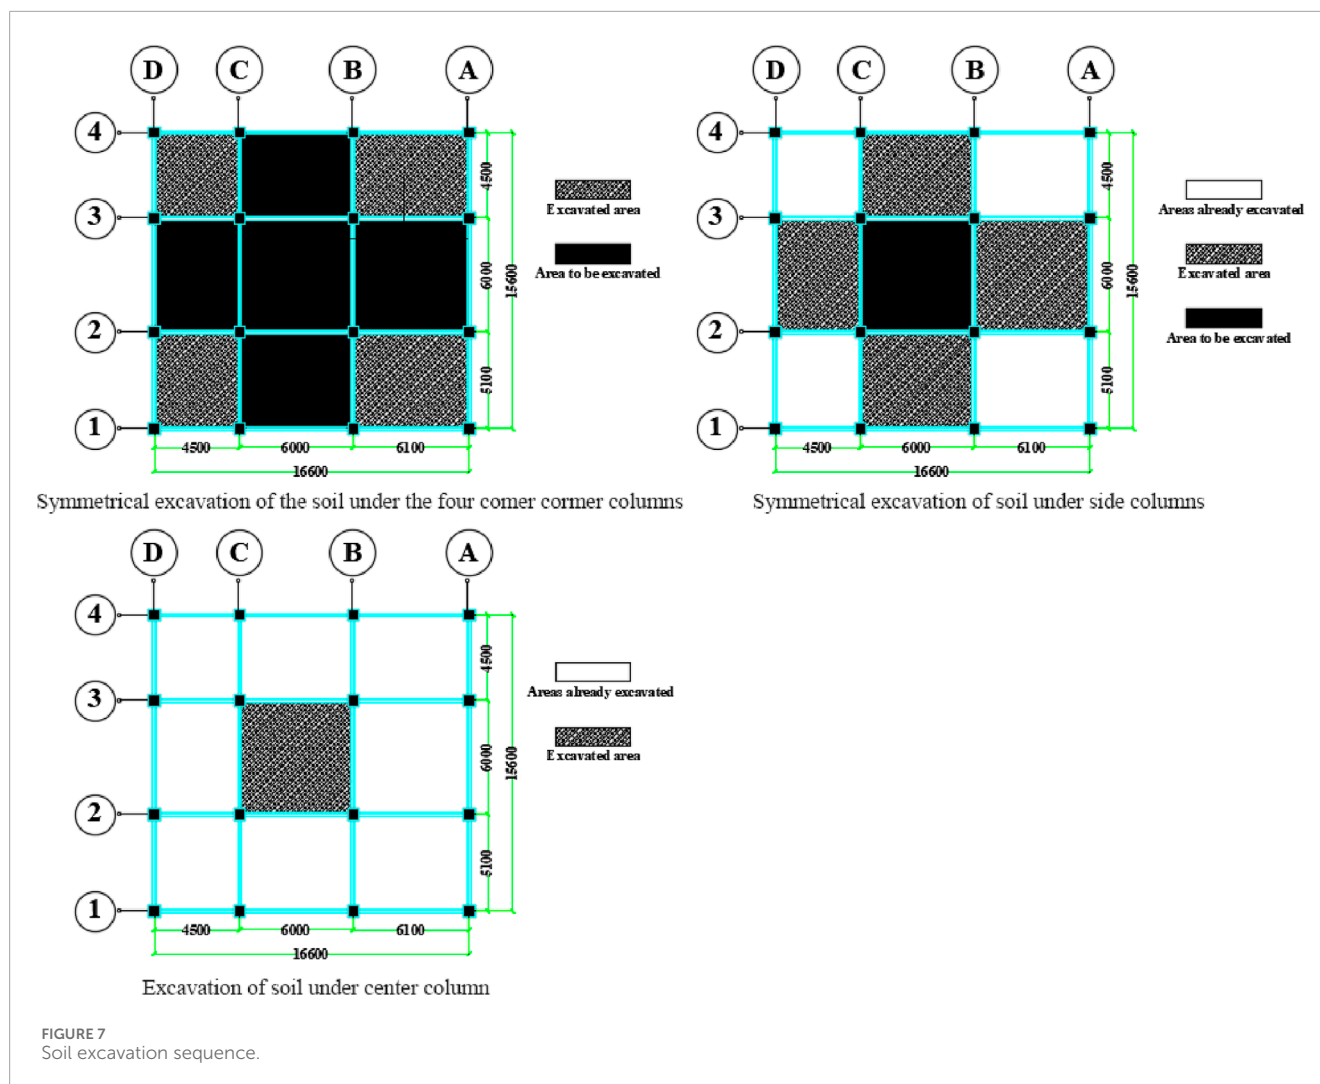 D C B A
4
3
2
1
4500
6000
5100
15600
4500 6000 6100
16600
Excavated area
Area to be excavated
Symmetrical excavation of the soil under the four comer cormer columns
D C B A
4
3
2
1
4500
6000
5100
15600
4500 6000 6100
16600
Areas already excavated
Excavated area
Area to be excavated
Symmetrical excavation of soil under side columns
D C B A
4
3
2
1
4500
6000
5100
15600
4500 6000 6100
16600
Areas already excavated
Excavated area
Excavation of soil under center column
FIGURE 7
Soil excavation sequence.